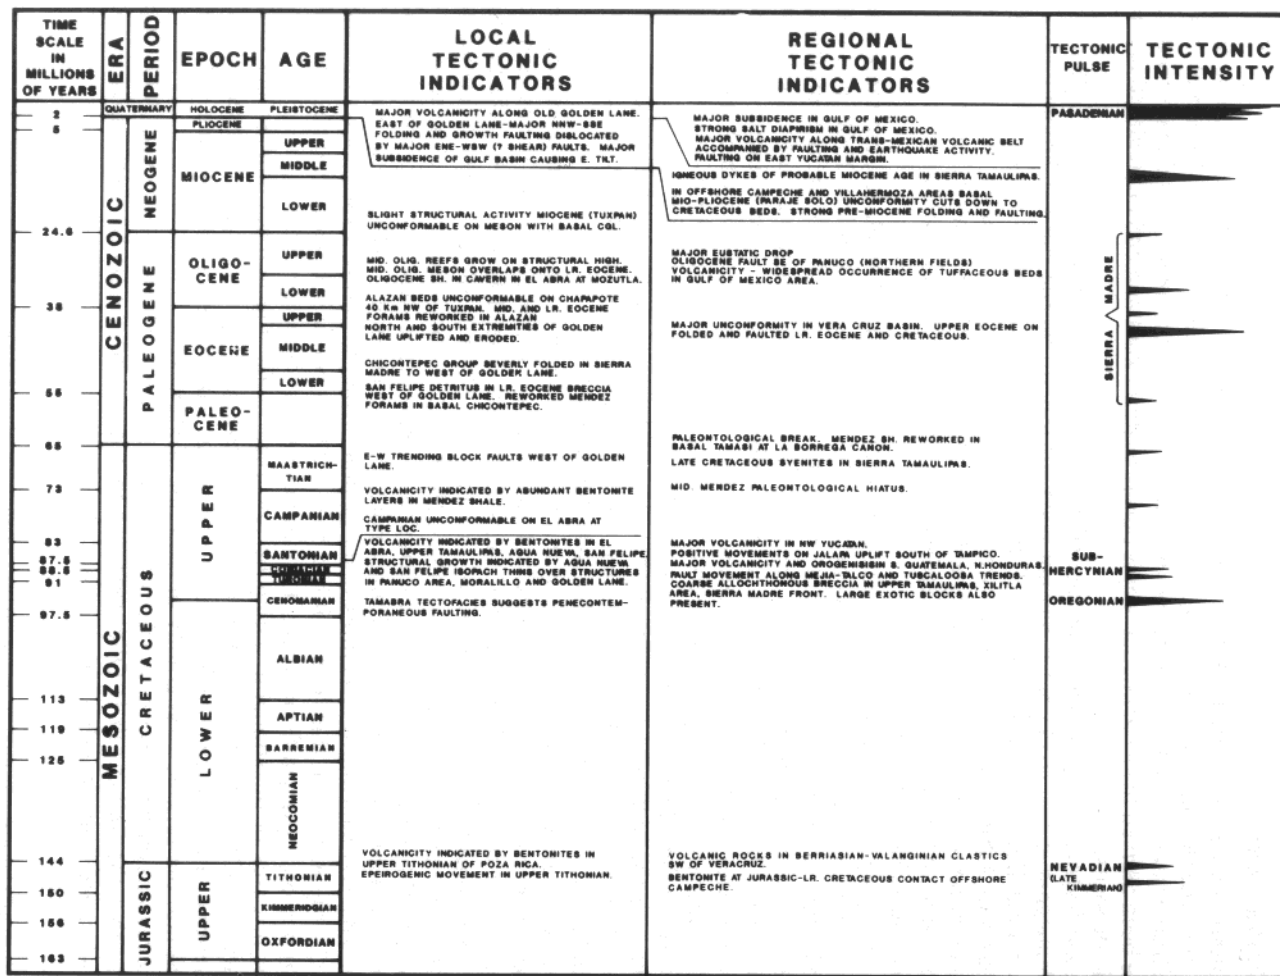 TIME
SCALE
IN
MILLIONS
OF YEARS
ERA
PERIOD
EPOCH
AGE
LOCAL
TECTONIC
INDICATORS
REGIONAL
TECTONIC
INDICATORS
TECTONIC
PULSE
TECTONIC
INTENSITY
2
5
24.6
38
55
65
73
83
87.5
88.5
91
97.5
113
119
125
144
150
156
163
QUATERNARY
CENOZOIC
MESOZOIC
NEOGENE
PALEOGENE
CRETACEOUS
JURASSIC
HOLOCENE
PLIOCENE
MIOCENE
OLIGO-
CENE
EOCENE
PALEO-
CENE
UPPER
LOWER
UPPER
PLEISTOCENE
UPPER
MIDDLE
LOWER
UPPER
LOWER
UPPER
MIDDLE
LOWER
MAASTRICH-
TIAN
CAMPANIAN
SANTONIAN
CENOMANIAN
ALBIAN
APTIAN
BARREMIAN
NEOCOMIAN
TITHONIAN
KIMMERIDGIAN
OXFORDIAN
MAJOR VOLCANICITY ALONG OLD GOLDEN LANE.
EAST OF GOLDEN LANE-MAJOR NNW-SSE
FOLDING AND GROWTH FAULTING DISLOCATED
BY MAJOR ENE-WSW (? SHEAR) FAULTS. MAJOR
SUBSIDENCE OF GULF BASIN CAUSING E. TILT.
SLIGHT STRUCTURAL ACTIVITY MIOCENE (TUXPAN)
UNCONFORMABLE ON MESON WITH BASAL CGL.
MID. OLIG. REEFS GROW ON STRUCTURAL HIGH.
MID. OLIG. MESON OVERLAPS ONTO LR. EOCENE.
OLIGOCENE SH. IN CAVERN IN EL ABRA AT MOZUTLA.
ALAZAN BEDS UNCONFORMABLE ON CHAPAPOTE
40 Km NW OF TUXPAN. MID. AND LR. EOCENE
FORAMS REWORKED IN ALAZAN
NORTH AND SOUTH EXTREMITIES OF GOLDEN
LANE UPLIFTED AND ERODED.
CHICONTEPEC GROUP SEVERLY FOLDED IN SIERRA
MADRE TO WEST OF GOLDEN LANE.
SAN FELIPE DETRITUS IN LR. EOCENE BRECCIA
WEST OF GOLDEN LANE. REWORKED MENDEZ
FORAMS IN BASAL CHICONTEPEC.
E-W TRENDING BLOCK FAULTS WEST OF GOLDEN
LANE.
VOLCANICITY INDICATED BY ABUNDANT BENTONITE
LAYERS IN MENDEZ SHALE.
CAMPANIAN UNCONFORMABLE ON EL ABRA AT
TYPE LOC.
VOLCANICITY INDICATED BY BENTONITES IN EL
ABRA, UPPER TAMAULIPAS, AGUA NUEVA, SAN FELIPE.
STRUCTURAL GROWTH INDICATED BY AGUA NUEVA
AND SAN FELIPE ISOPACH THINS OVER STRUCTURES
IN PANUCO AREA, MORALILLO AND GOLDEN LANE.
TAMABRA TECTOFACIES SUGGESTS PENECONTEM-
PORANEOUS FAULTING.
VOLCANICITY INDICATED BY BENTONITES IN
UPPER TITHONIAN OF POZA RICA.
EPEIROGENIC MOVEMENT IN UPPER TITHONIAN.
MAJOR SUBSIDENCE IN GULF OF MEXICO.
STRONG SALT DIAPIRISM IN GULF OF MEXICO.
MAJOR VOLCANICITY ALONG TRANS-MEXICAN VOLCANIC BELT
ACCOMPANIED BY FAULTING AND EARTHQUAKE ACTIVITY.
FAULTING ON EAST YUCATAN MARGIN.
IGNEOUS DYKES OF PROBABLE MIOCENE AGE IN SIERRA TAMAULIPAS.
IN OFFSHORE CAMPECHE AND VILLAHERMOZA AREAS BASAL
MIO-PLIOCENE (PARAJE SOLO) UNCONFORMITY CUTS DOWN TO
CRETACEOUS BEDS. STRONG PRE-MIOCENE FOLDING AND FAULTING.
MAJOR EUSTATIC DROP
OLIGOCENE FAULT SE OF PANUCO (NORTHERN FIELDS)
VOLCANICITY - WIDESPREAD OCCURRENCE OF TUFFACEOUS BEDS
IN GULF OF MEXICO AREA.
MAJOR UNCONFORMITY IN VERA CRUZ BASIN. UPPER EOCENE ON
FOLDED AND FAULTED LR. EOCENE AND CRETACEOUS.
PALEONTOLOGICAL BREAK. MENDEZ SH. REWORKED IN
BASAL TAMASI AT LA BORREGA CANON.
LATE CRETACEOUS SYENITES IN SIERRA TAMAULIPAS.
MID. MENDEZ PALEONTOLOGICAL HIATUS.
MAJOR VOLCANICITY IN NW YUCATAN.
POSITIVE MOVEMENTS ON JALAPA UPLIFT SOUTH OF TAMPICO.
MAJOR VOLCANICITY AND OROGENISISIN S. GUATEMALA, N.HONDURAS.
FAULT MOVEMENT ALONG MEJIA-TALCO AND TUSCALOOSA TRENDS.
COARSE ALLOCHTHONOUS BRECCIA IN UPPER TAMAULIPAS, XILITLA
AREA, SIERRA MADRE FRONT. LARGE EXOTIC BLOCKS ALSO
PRESENT.
VOLCANIC ROCKS IN BERRIASIAN-VALANGINIAN CLASTICS
SW OF VERACRUZ.
BENTONITE AT JURASSIC-LR. CRETACEOUS CONTACT OFFSHORE
CAMPECHE.
PASADENIAN
SIERRA MADRE
SUB-
HERCYNIAN
OREGONIAN
NEVADIAN
(LATE
KIMMERIAN)